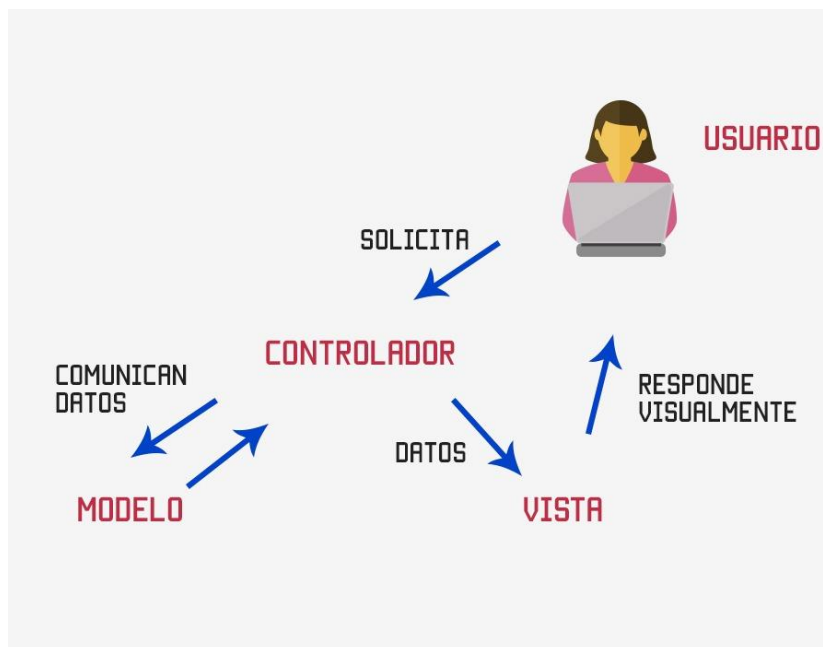 USUARIO
SOLICITA
CONTROLADOR
COMUNICAN
DATOS
RESPONDE
VISUALMENTE
DATOS
MODELO
VISTA